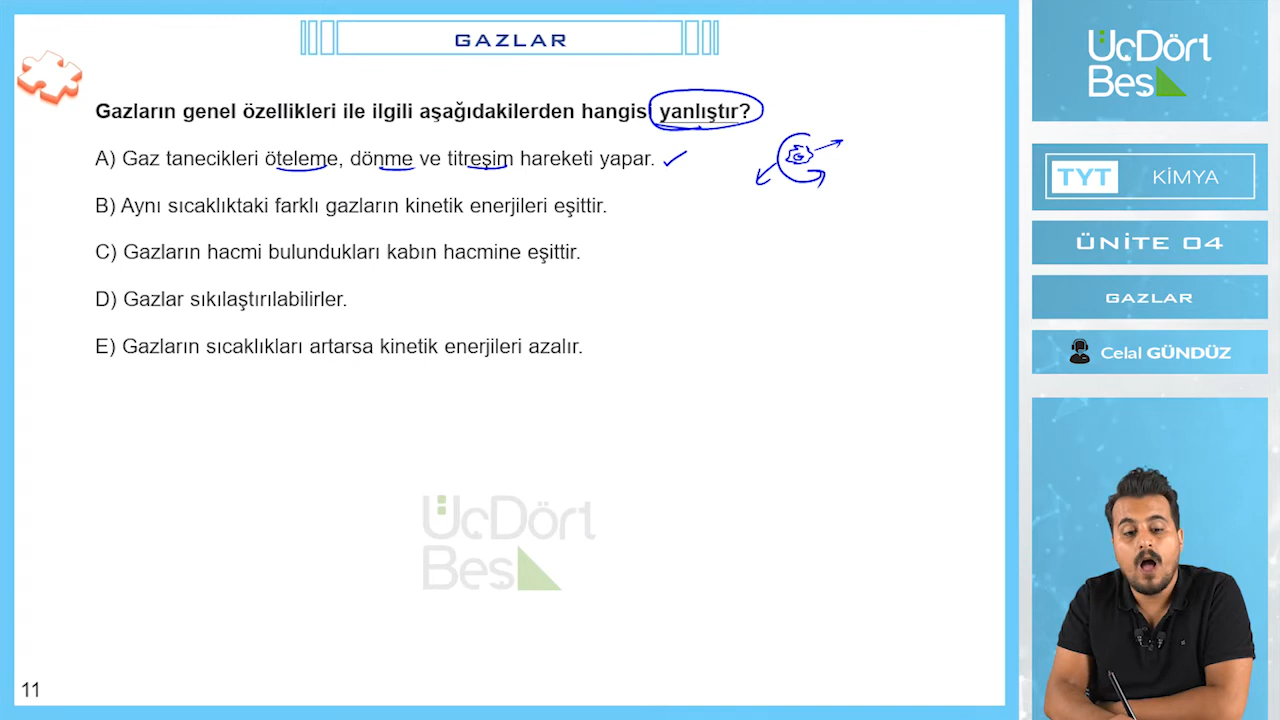 GAZLAR
Gazların genel özellikleri ile ilgili aşağıdakilerden hangisi yanlıştır?
A) Gaz tanecikleri öteleme, dönme ve titreşim hareketi yapar.
B) Aynı sıcaklıktaki farklı gazların kinetik enerjileri eşittir.
C) Gazların hacmi bulundukları kabın hacmine eşittir.
D) Gazlar sıkılaştırılabilirler.
E) Gazların sıcaklıkları artarsa kinetik enerjileri azalır.
ÜçDört
Beş
11
ÜçDört
Beş
TYT KİMYA
ÜNİTE 04
GAZLAR
Celal GÜNDÜZ